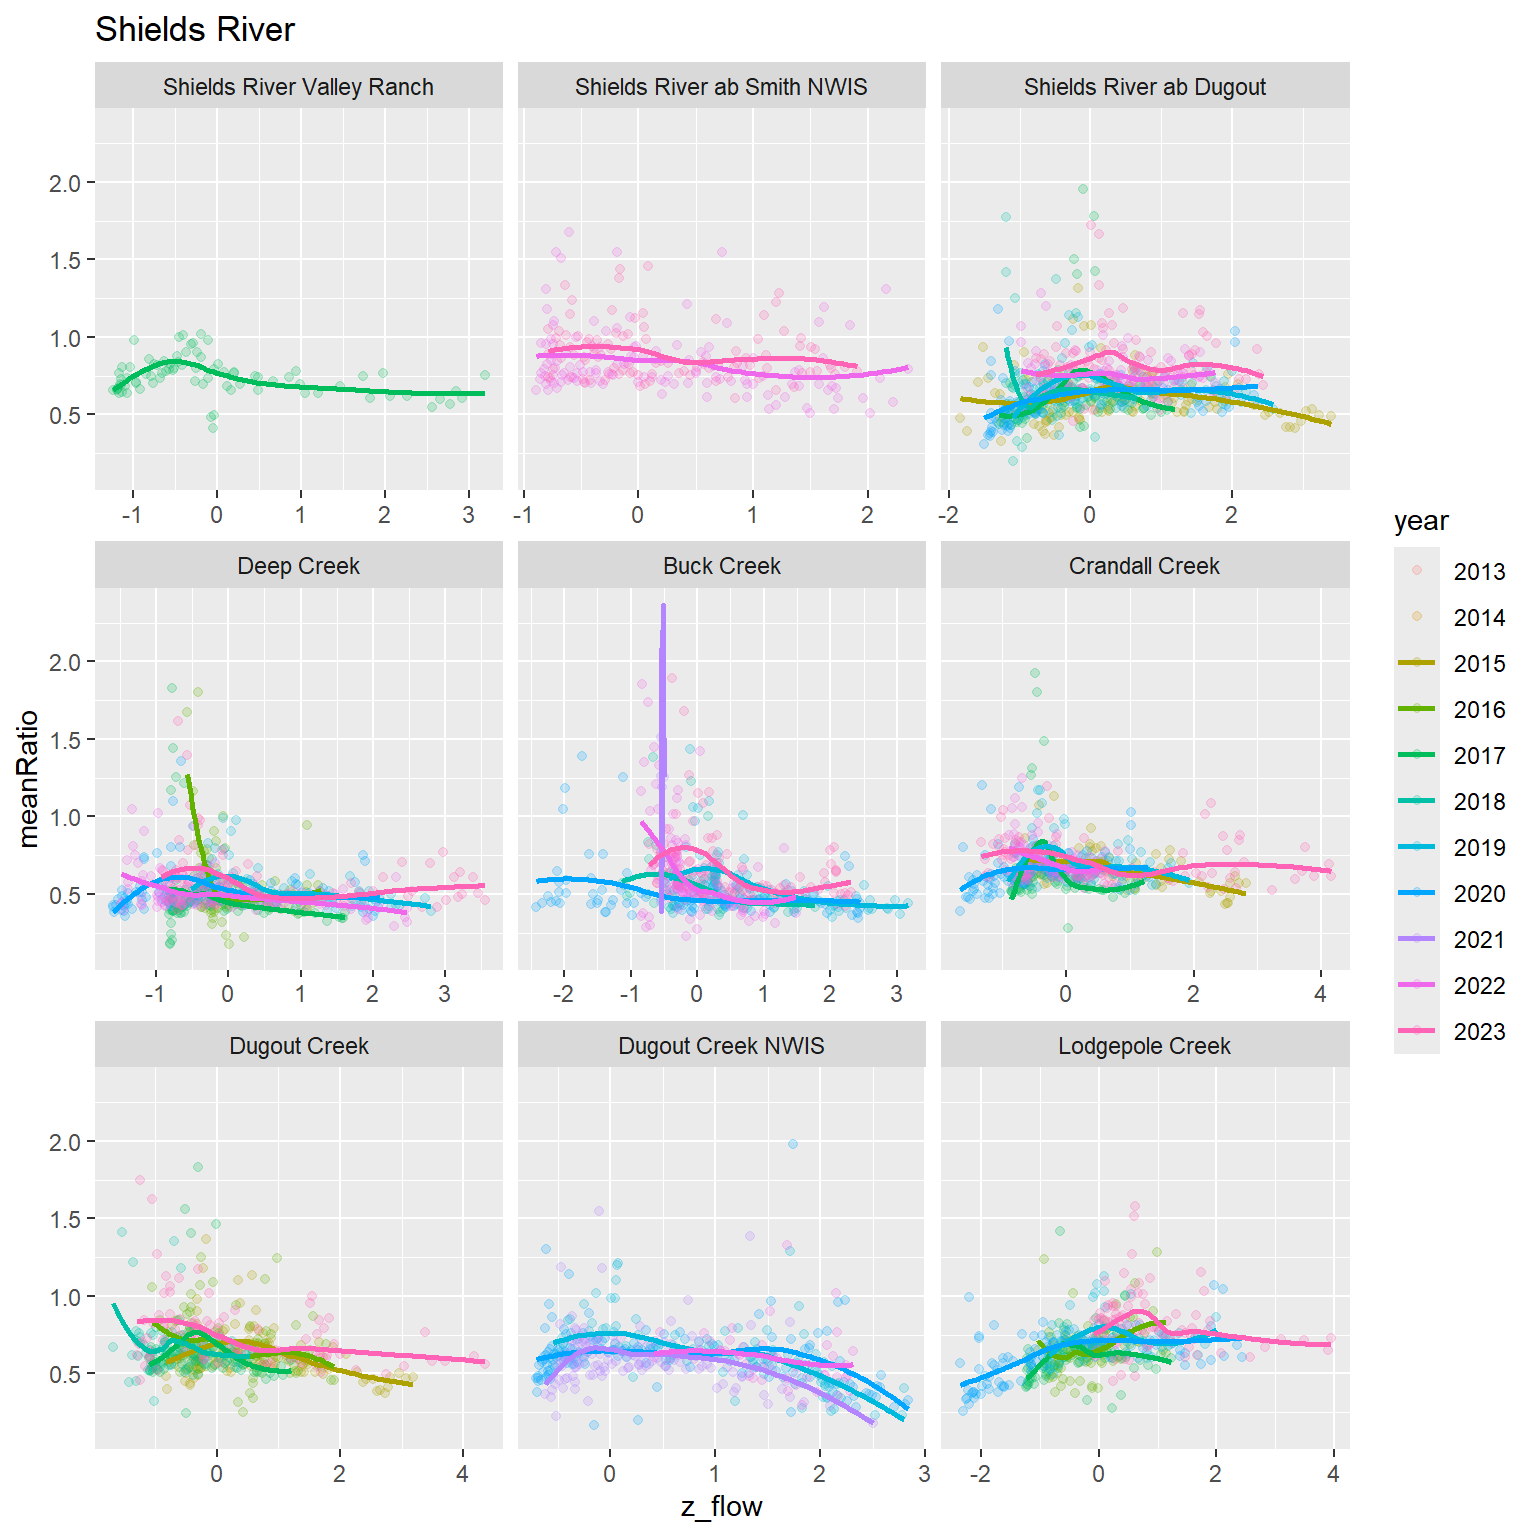 Shields River
Shields River Valley Ranch
Shields River ab Smith NWIS
Shields River ab Dugout
2.0
1.5
1.0
0.5
-1 0 1 2 3
-1 0 1 2
-2 0 2
Deep Creek
Buck Creek
Crandall Creek
2.0
1.5
1.0
0.5
-1 0 1 2 3
-2 -1 0 1 2 3
0 2 4
Dugout Creek
Dugout Creek NWIS
Lodgepole Creek
2.0
1.5
1.0
0.5
0 2 4
0 1 2 3
-2 0 2 4
meanRatio
z_flow
year
2013
2014
2015
2016
2017
2018
2019
2020
2021
2022
2023